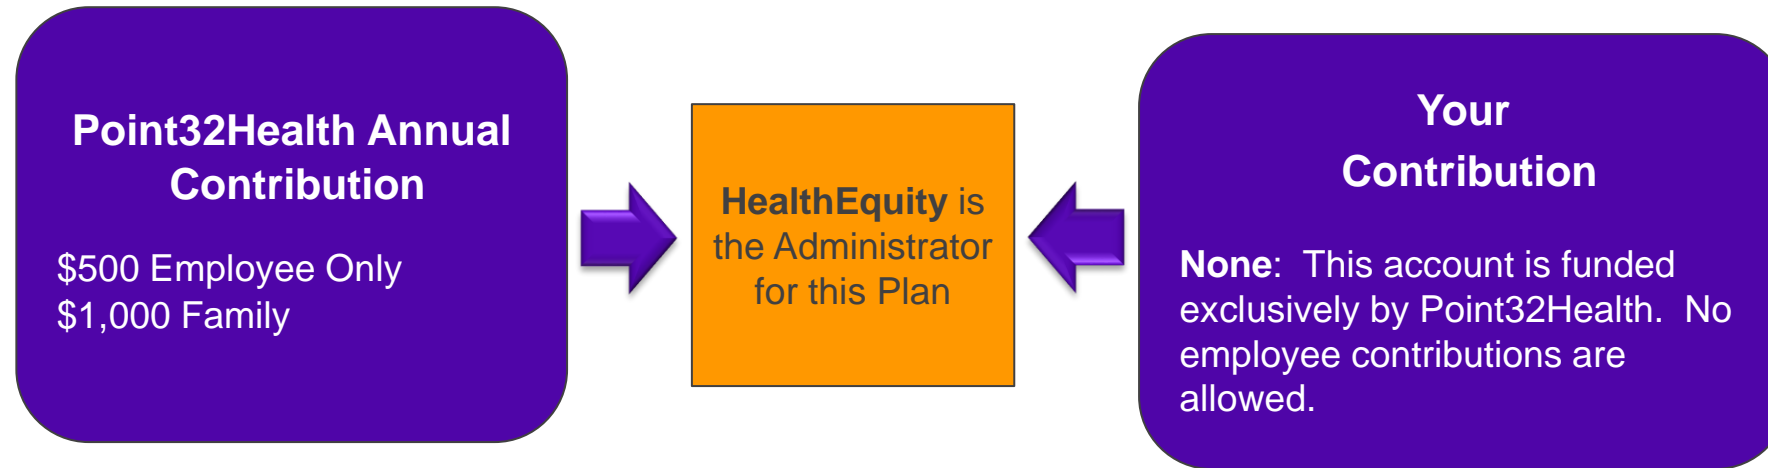 Point32Health Annual
Contribution
$500 Employee Only
$1,000 Family
HealthEquity is
the Administrator
for this Plan
Your
Contribution
None:  This account is funded
exclusively by Point32Health.  No
employee contributions are
allowed.